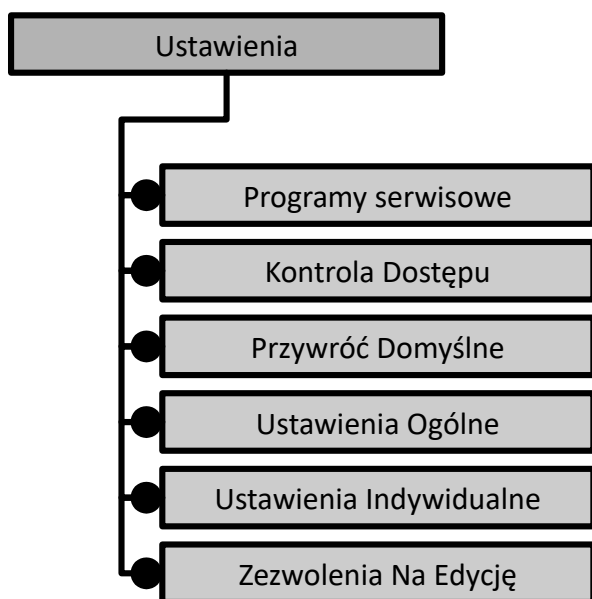 Ustawienia
Programy serwisowe
Kontrola Dostępu
Przywróć Domyślne
Ustawienia Ogólne
Ustawienia Indywidualne
Zezwolenia Na Edycję